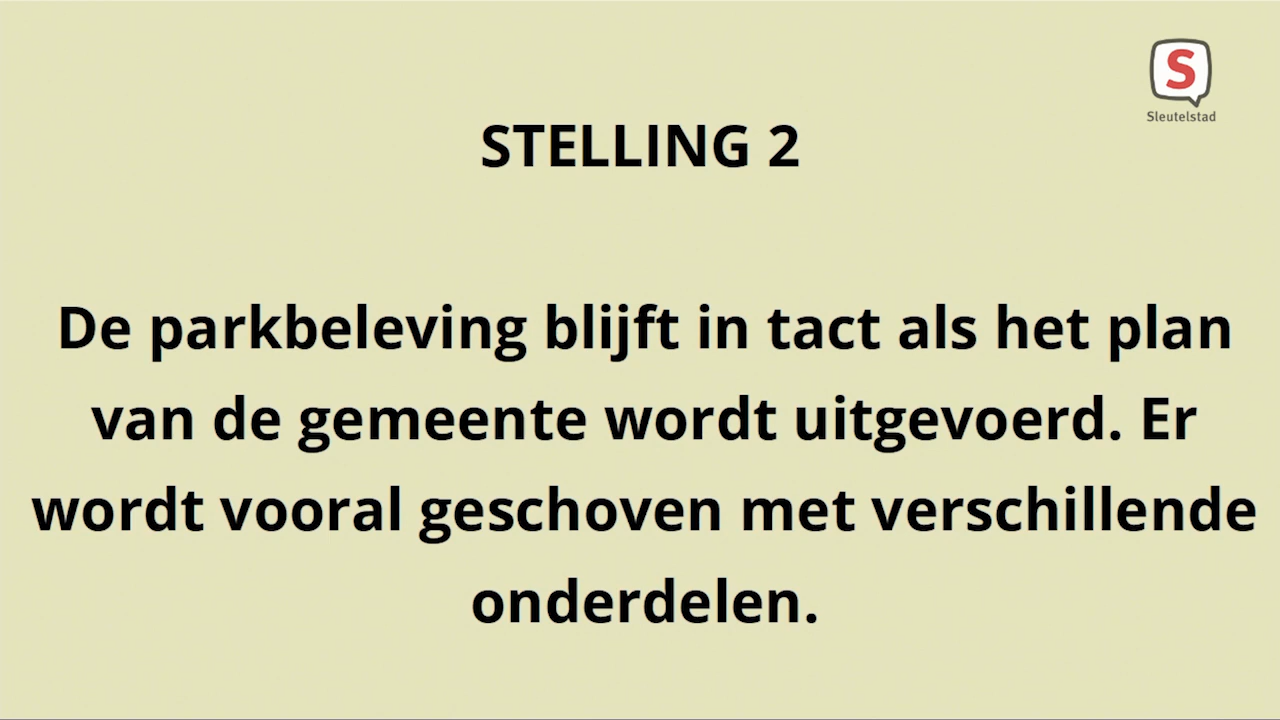 S
Sleutelstad
STELLING 2
De parkbeleving blijft in tact als het plan
van de gemeente wordt uitgevoerd. Er
wordt vooral geschoven met verschillende
onderdelen.